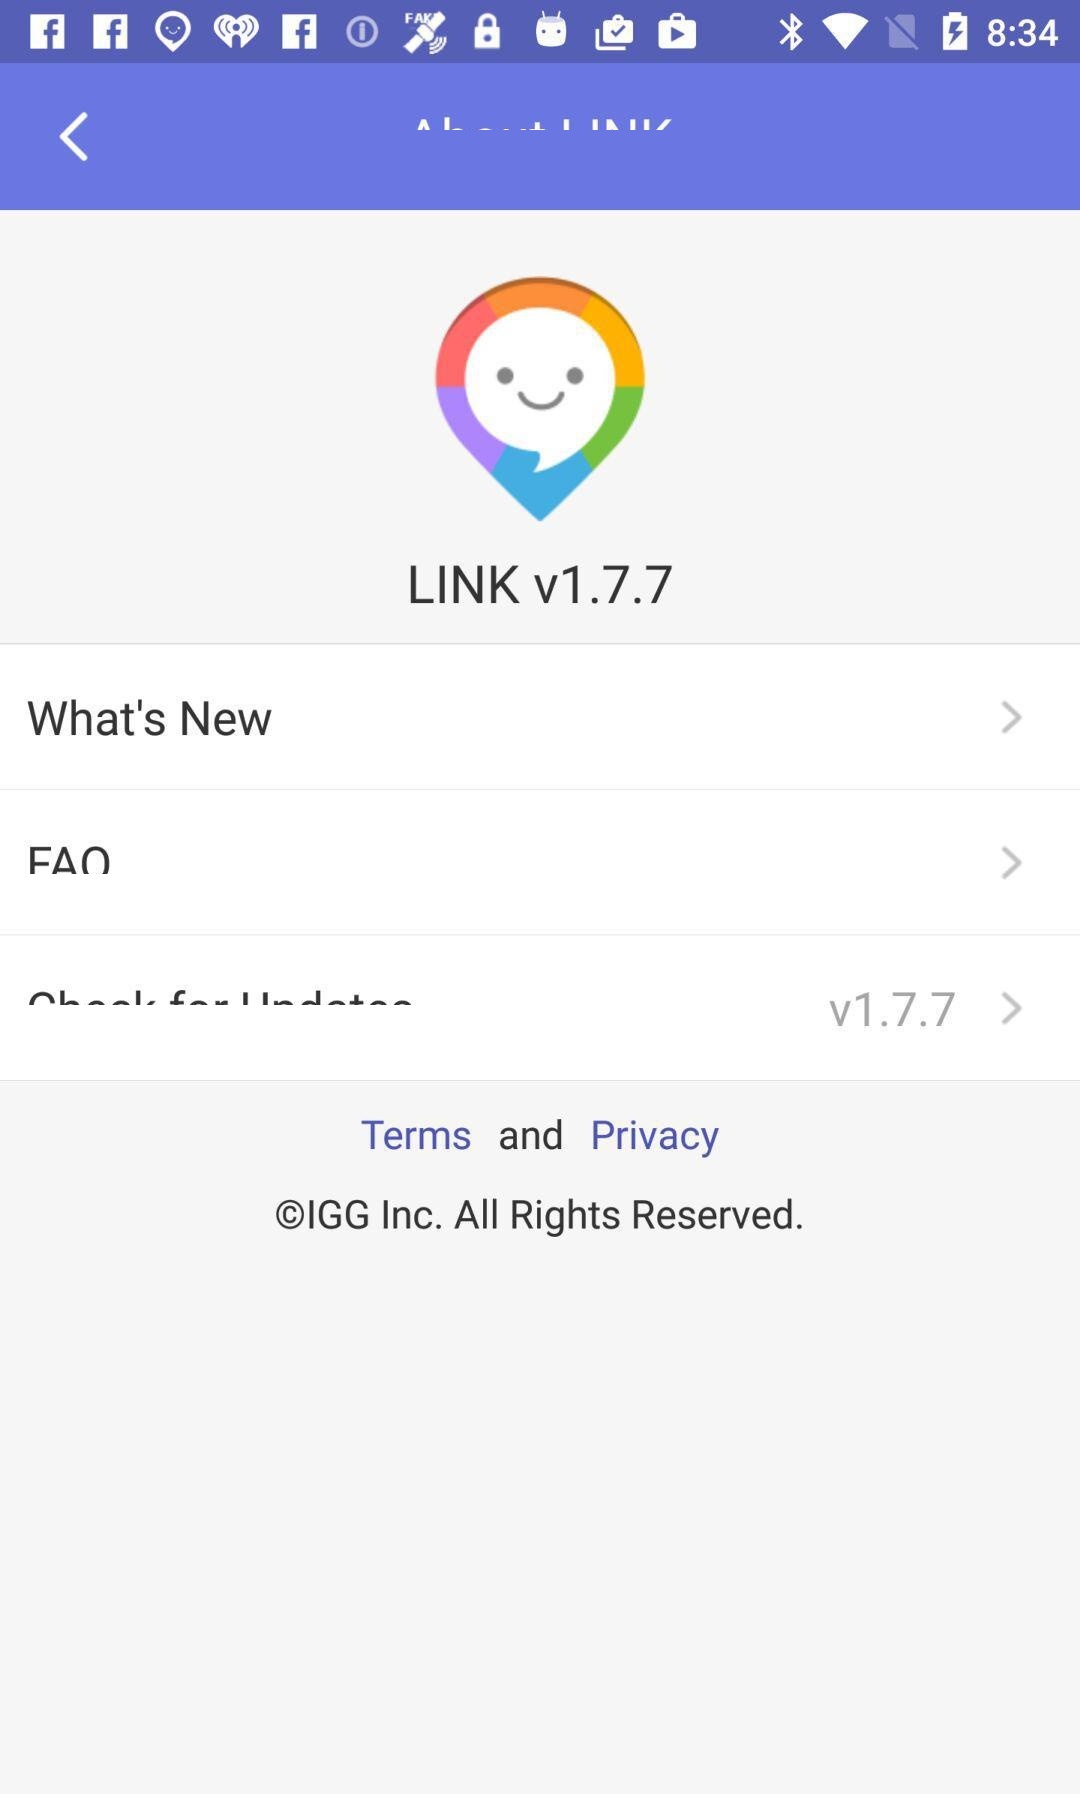 8:34
About LINK
LINK v1.7.7
What's New
FAQ
Check for Updates v1.7.7
Terms and Privacy
©IGG Inc. All Rights Reserved.